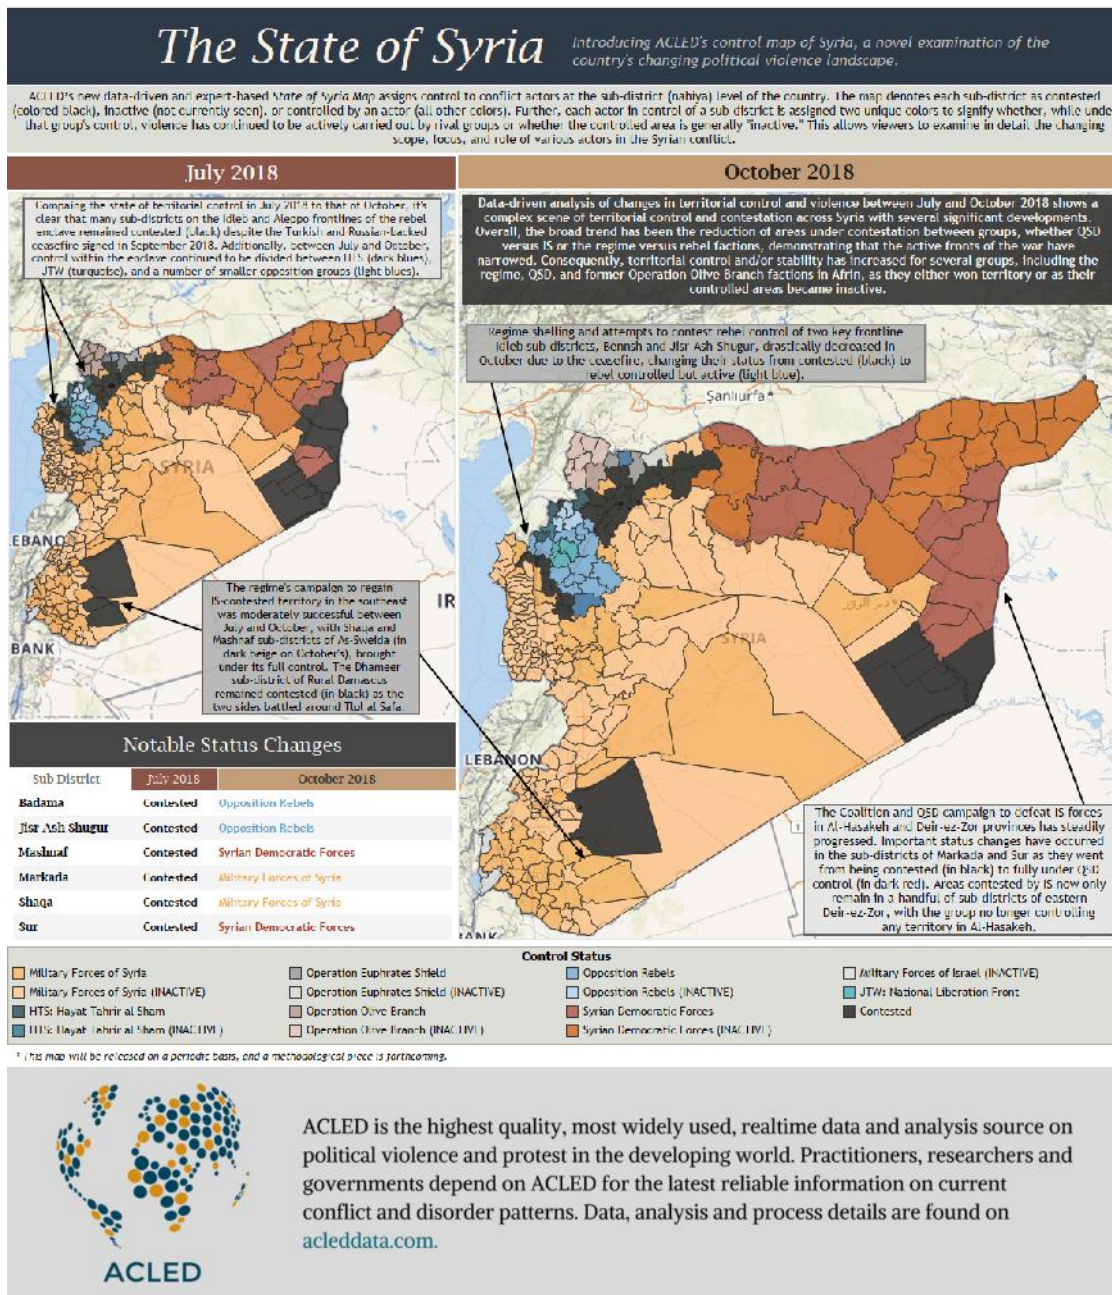 The State of Syria
Introducing ACLED's control map of Syria, a novel examination of the
country's changing political violence landscape.
ACLED's new data-driven and expert-based State of Syria Map assigns control to conflict actors at the sub-district (nahiya) level of the country. The map denotes each sub-district as contested
(colored black), inactive (not currently seen), or controlled by an actor (all other colors). Further, each actor in control of a sub district is assigned two unique colors to signify whether, while unde
that group's control, violence has continued to be actively carried out by rival groups or whether the controlled area is generally "inactive." This allows viewers to examine in detail the changing
scope, focus, and role of various actors in the Syrian conflict.
July 2018
October 2018
Compaing the state of territorial control in July 2018 to that of October, it's
clear that many sub-districts on the Idleb and Aleppo frontlines of the rebel
enclave remained contested (black) despite the Turkish and Russian-backed
ceasefire signed in September 2018. Additionally, between July and October,
control within the enclave continued to be divided between HTS (dark blues),
JTW (turquoise), and a number of smaller opposition groups (light blues).
Data-driven analysis of changes in territorial control and violence between July and October 2018 shows a
complex scene of territorial control and contestation across Syria with several significant developments.
Overall, the broad trend has been the reduction of areas under contestation between groups, whether QSD
versus IS or the regime versus rebel factions, demonstrating that the active fronts of the war have
narrowed. Consequently, territorial control and/or stability has increased for several groups, including the
regime, QSD, and former Operation Olive Branch factions in Afrin, as they either won territory or as their
controlled areas became inactive.
Regime shelling and attempts to contest rebel control of two key frontline
Idleb sub districts, Bennsh and Jisr Ash Shugur, drastically decreased in
October due to the ceasefire, changing their status from contested (black) to
rebel controlled but active (light blue).
Şanlıurfa
SYRIA
EBANO
BANK
IR
SYRIA
دير الزور
LEBANON
The regime's campaign to regain
IS-contested territory in the southeast
was moderately successful between
July and October, with Shaqa and
Mashnaf sub-districts of As-Sweida (in
dark beige on October's), brought
under its full control. The Dhameer
sub-district of Rural Damascus
remained contested (in black) as the
two sides battled around Tlul al Safa.
The Coalition and QSD campaign to defeat IS forces
in Al-Hasakeh and Deir-ez-Zor provinces has steadily
progressed. Important status changes have occurred
in the sub-districts of Markada and Sur as they went
from being contested (in black) to fully under QSD
control (in dark red). Areas contested by IS now only
remain in a handful of sub districts of eastern
Deir-ez-Zor, with the group no longer controlling
any territory in Al-Hasakeh.
Notable Status Changes
Sub District July 2018 October 2018
Badama Contested Opposition Rebels
Jisr Ash Shugur Contested Opposition Rebels
Mashnaf Contested Syrian Democratic Forces
Markada Contested Military Forces of Syria
Shaqa Contested Military Forces of Syria
Sur Contested Syrian Democratic Forces
Control Status
Military Forces of Syria
Military Forces of Syria (INACTIVE)
HTS: Hayat Tahrir al Sham
HTS: Hayat Tahrir al Sham (INACTIVE)
Operation Euphrates Shield
Operation Euphrates Shield (INACTIVE)
Operation Olive Branch
Operation Olive Branch (INACTIVE)
Opposition Rebels
Opposition Rebels (INACTIVE)
Syrian Democratic Forces
Syrian Democratic Forces (INACTIVE)
Military Forces of Israel (INACTIVE)
JTW: National Liberation Front
Contested
* This map will be released on a periodic basis, and a methodological piece is forthcoming.
ACLED is the highest quality, most widely used, realtime data and analysis source on
political violence and protest in the developing world. Practitioners, researchers and
governments depend on ACLED for the latest reliable information on current
conflict and disorder patterns. Data, analysis and process details are found on
acleddata.com.
ACLED